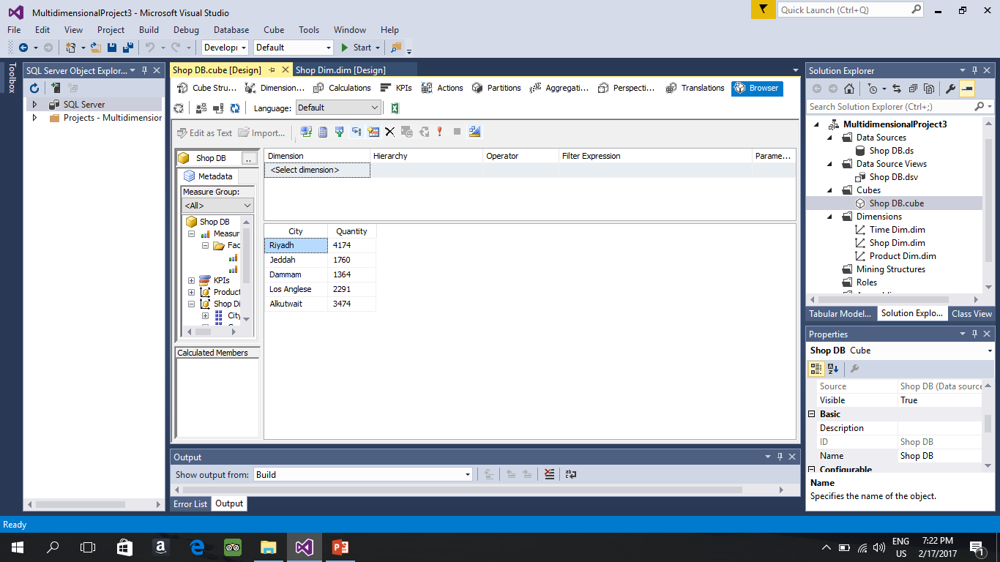 MultidimensionalProject3 - Microsoft Visual Studio
Quick Launch (Ctrl+Q)
File Edit View Project Build Debug Database Cube Tools Window Help
Developi Default Start
Toolbox
SQL Server Object Explor...
SQL Server
Projects - Multidimension
Shop DB.cube [Design] Shop Dim.dim [Design]
Cube Stru... Dimension... Calculations KPIs Actions Partitions Aggregati... Perspecti... Translations Browser
Language: Default
Edit as Text Import...
Shop DB ..
Metadata
Measure Group:
<All>
Shop DB
Measur
Fac
KPIs
Product
Shop Di
City
Calculated Members
Dimension Hierarchy Operator Filter Expression Parame...
<Select dimension>
City Quantity
Riyadh 4174
Jeddah 1760
Dammam 1364
Los Anglese 2291
Alkutwait 3474
Output
Show output from: Build
Error List Output
Solution Explorer
Search Solution Explorer (Ctrl+;)
MultidimensionalProject3
Data Sources
Shop DB.ds
Data Source Views
Shop DB.dsv
Cubes
Shop DB.cube
Dimensions
Time Dim.dim
Shop Dim.dim
Product Dim.dim
Mining Structures
Roles
Tabular Model... Solution Explo... Class View
Properties
Shop DB Cube
Source Shop DB (Data source
Visible True
Basic
Description
ID Shop DB
Name Shop DB
Configurable
Name
Specifies the name of the object.
Ready
ENG 7:22 PM
US 2/17/2017
1